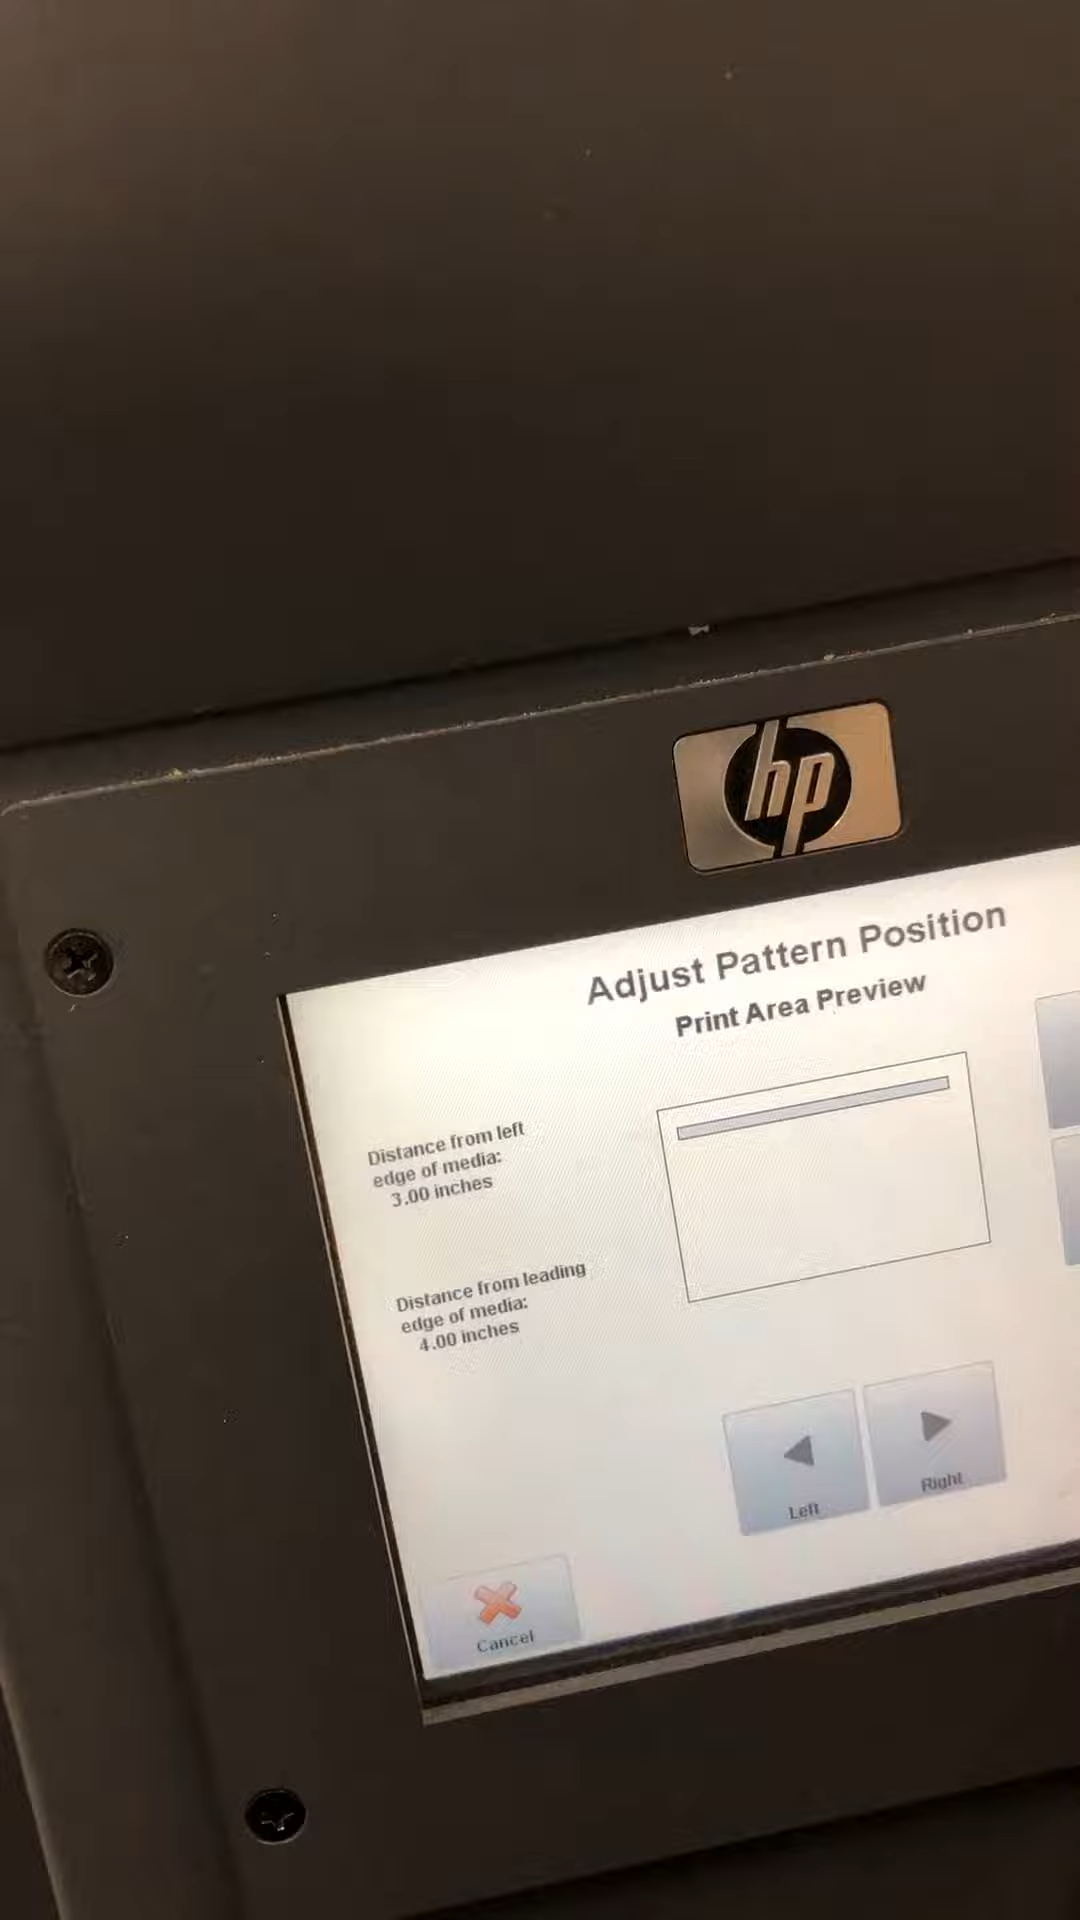 hp
Adjust Pattern Position
Print Area Preview
Distance from left
edge of media:
3.00 inches
Distance from leading
edge of media:
4.00 inches
Left
Right
Cancel